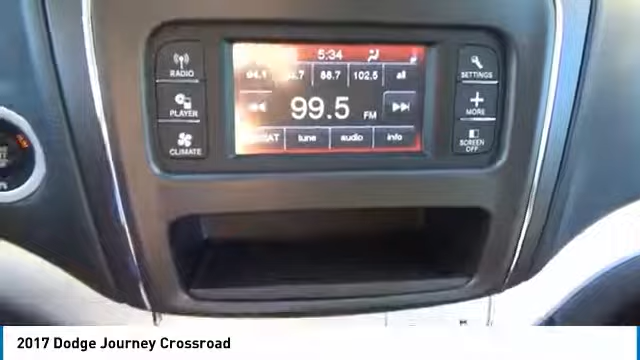 5:34
RADIO
SETTINGS
94.1
88.7
102.5
all
PLAYER
99.5 FM
MORE
CLIMATE
tune
audio
info
SCREEN OFF
2017 Dodge Journey Crossroad